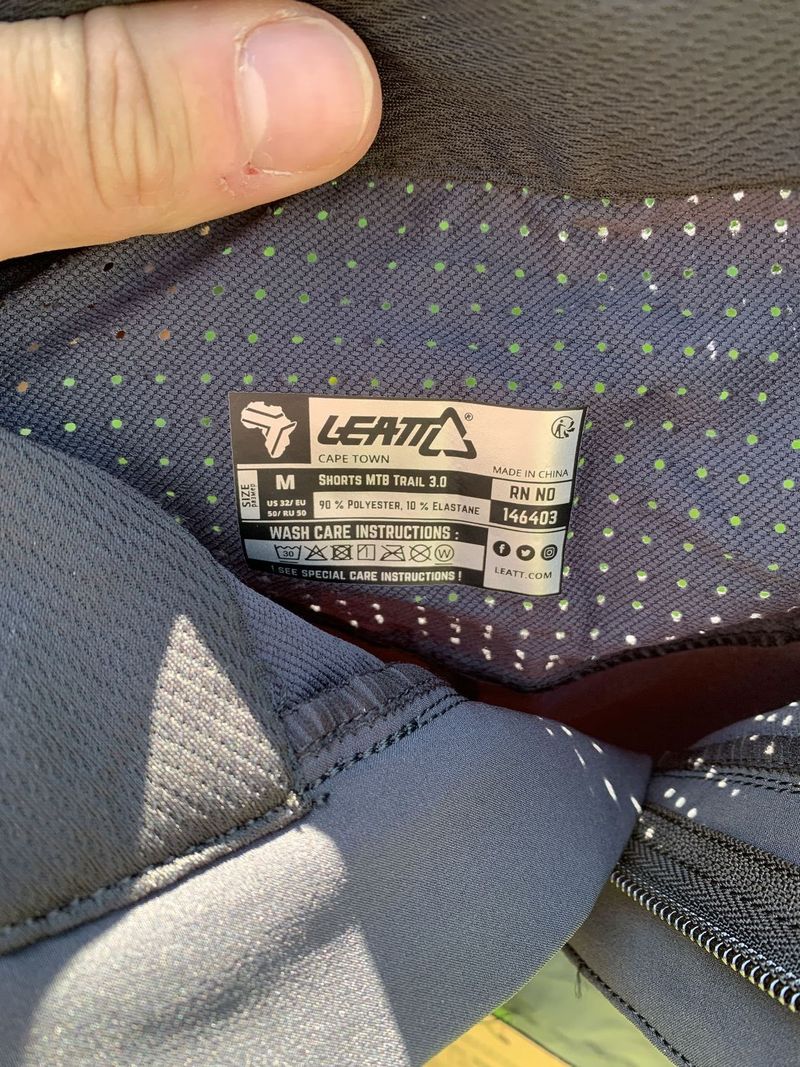 LEATT®
CAPE TOWN
MADE IN CHINA
SIZE
M
SHORTS MTB TRAIL 3.0
RN NO
US 32/ EU
50/ RU 50
90 % POLYESTER, 10 % ELASTANE
146403
WASH CARE INSTRUCTIONS :
30
W
! SEE SPECIAL CARE INSTRUCTIONS !
LEATT.COM